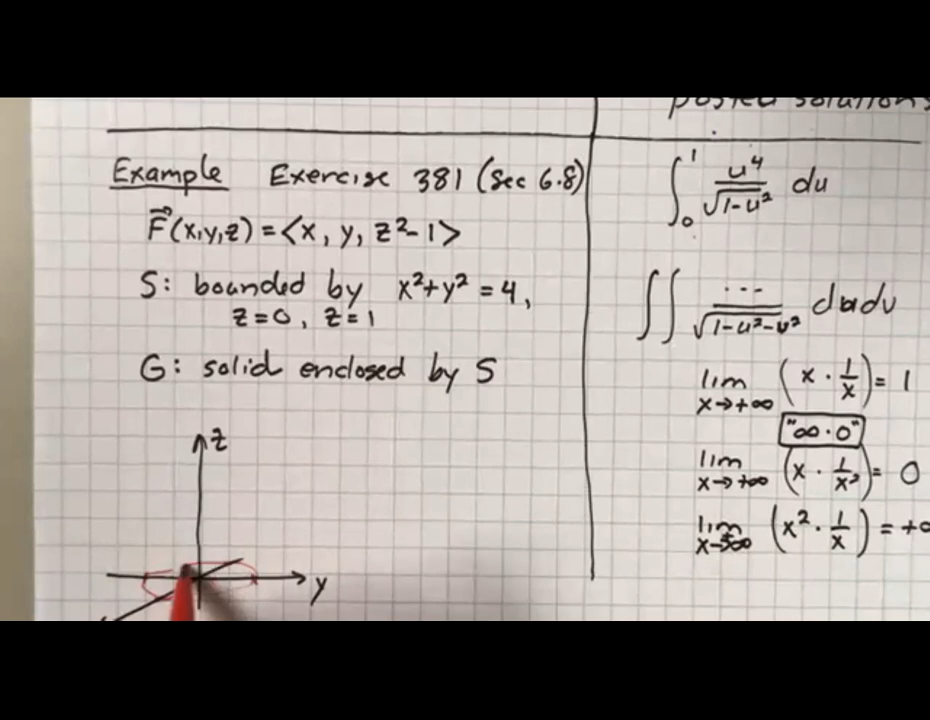 posted solutions
Example Exercise 381 (Sec 6.8)
F⃗(x,y,z) = <x, y, z²-1>
S: bounded by x²+y² = 4,
z=0, z=1
G: solid enclosed by S
z
y
∫₀¹ u⁴/√(1-u²) du
∫∫ .../√(1-u²-v²) dudv
lim x→+∞ (x · 1/x) = 1
"∞·0"
lim x→+∞ (x · 1/x²) = 0
lim (x² · 1/x) = +∞